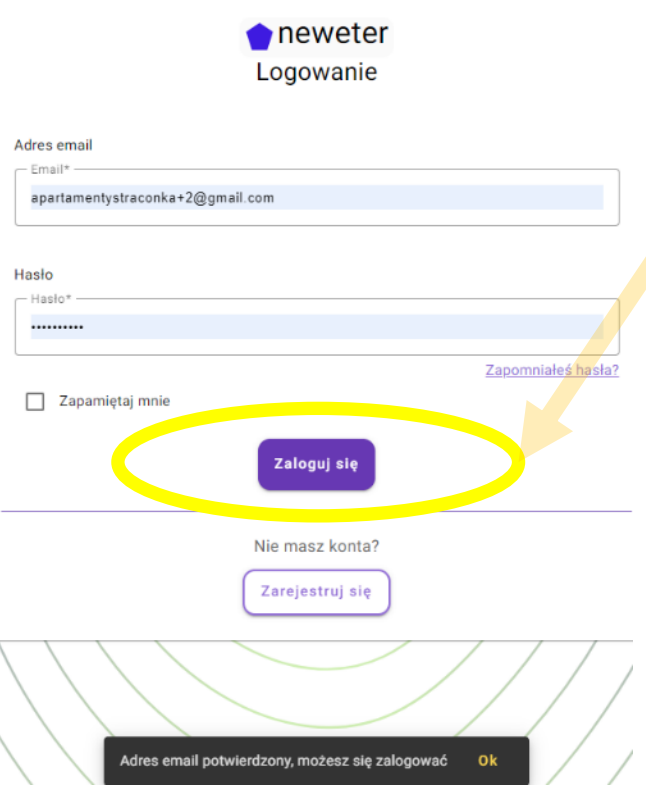 neweter
Logowanie
Adres email
Email*
apartamentystraconka+2@gmail.com
Hasło
Hasło*
••••••••••
Zapomniałeś hasła?
Zapamiętaj mnie
Zaloguj się
Nie masz konta?
Zarejestruj się
Adres email potwierdzony, możesz się zalogować Ok